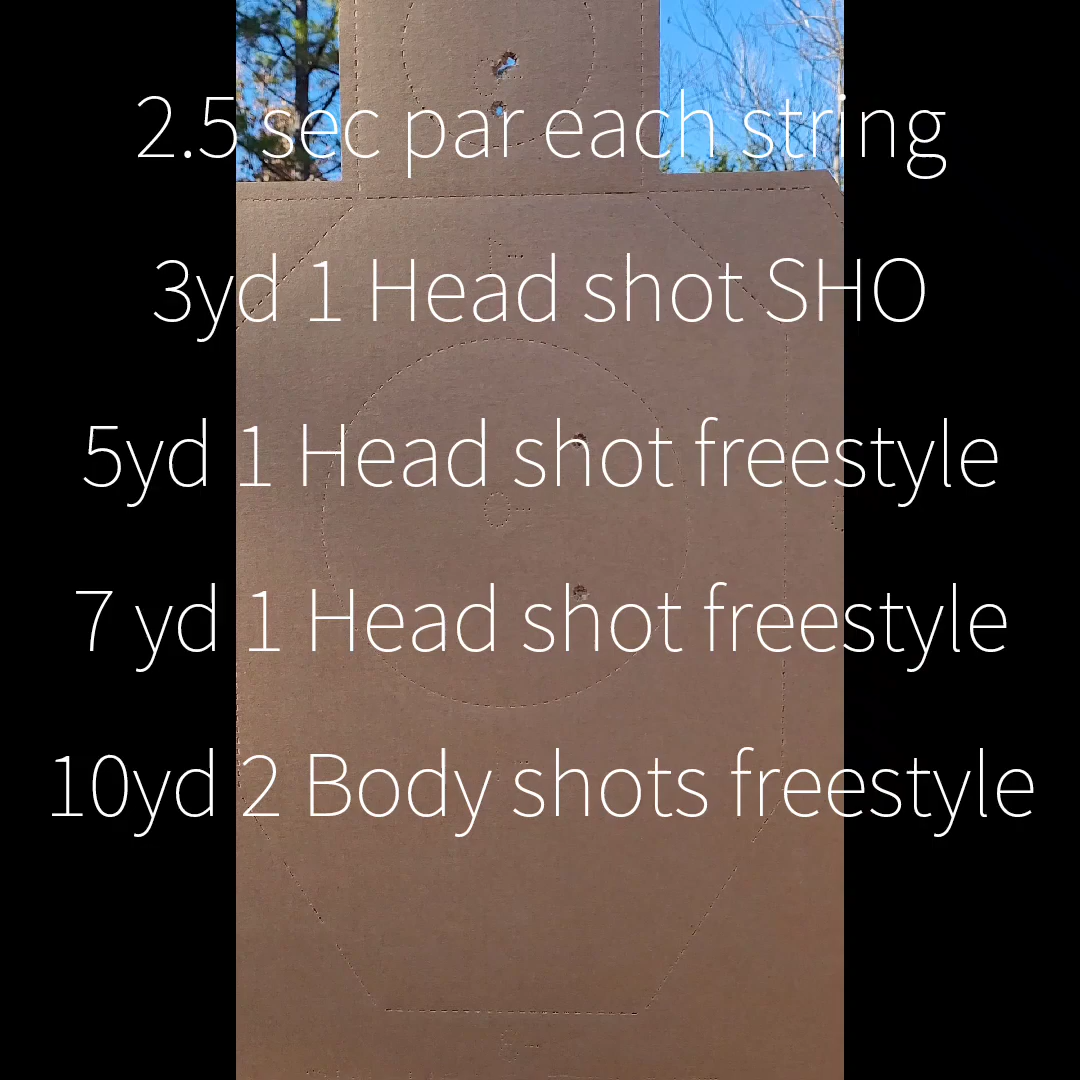 2.5 sec par each string
3yd 1 Head shot SHO
5yd 1 Head shot freestyle
7 yd 1 Head shot freestyle
10yd 2 Body shots freestyle